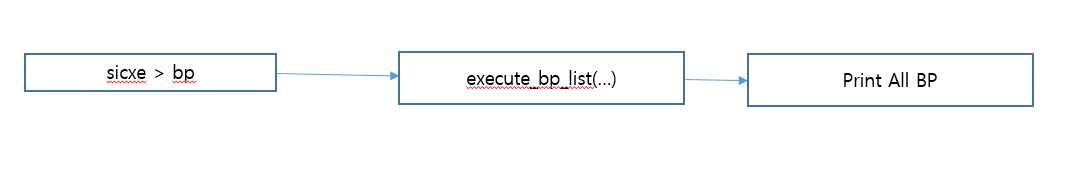 sicxe > bp
execute_bp_list(...)
Print All BP